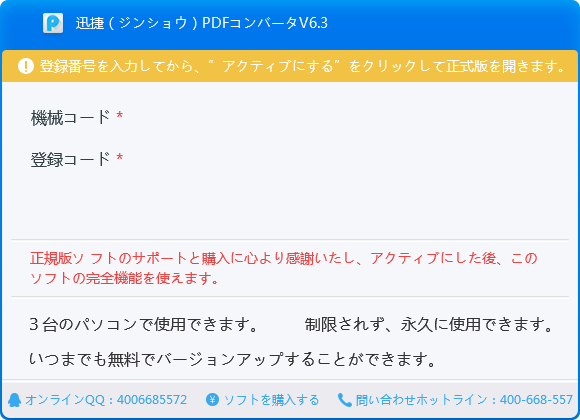 迅捷（ジンショウ）PDFコンバータV6.3
登録番号を入力してから、”アクティブにする”をクリックして正式版を開きます。
機械コード *
登録コード *
正規版ソ フトのサポートと購入に心より感謝いたし、アクティブにした後、この
ソフトの完全機能を使えます。
３台のパソコンで使用できます。 制限されず、永久に使用できます。
いつまでも無料でバージョンアップすることができます。
オンラインQQ：4006685572 ソフトを購入する 問い合わせホットライン：400-668-557